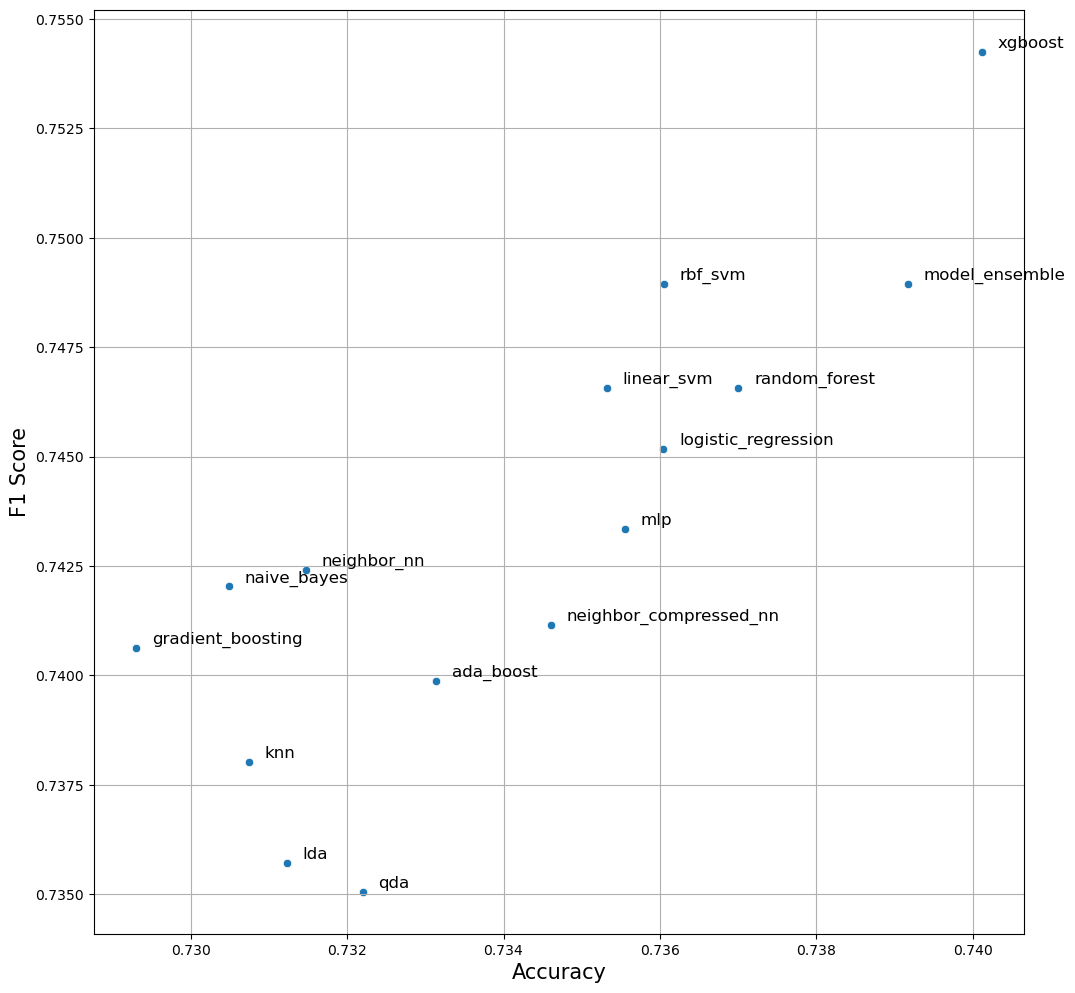 0.7550
xgboost
0.7525
0.7500
rbf_svm
model_ensemble
0.7475
linear_svm
random_forest
logistic_regression
0.7450
F1 Score
mlp
0.7425
neighbor_nn
naive_bayes
neighbor_compressed_nn
gradient_boosting
0.7400
ada_boost
knn
0.7375
lda
qda
0.7350
0.730
0.732
0.734
0.736
0.738
0.740
Accuracy